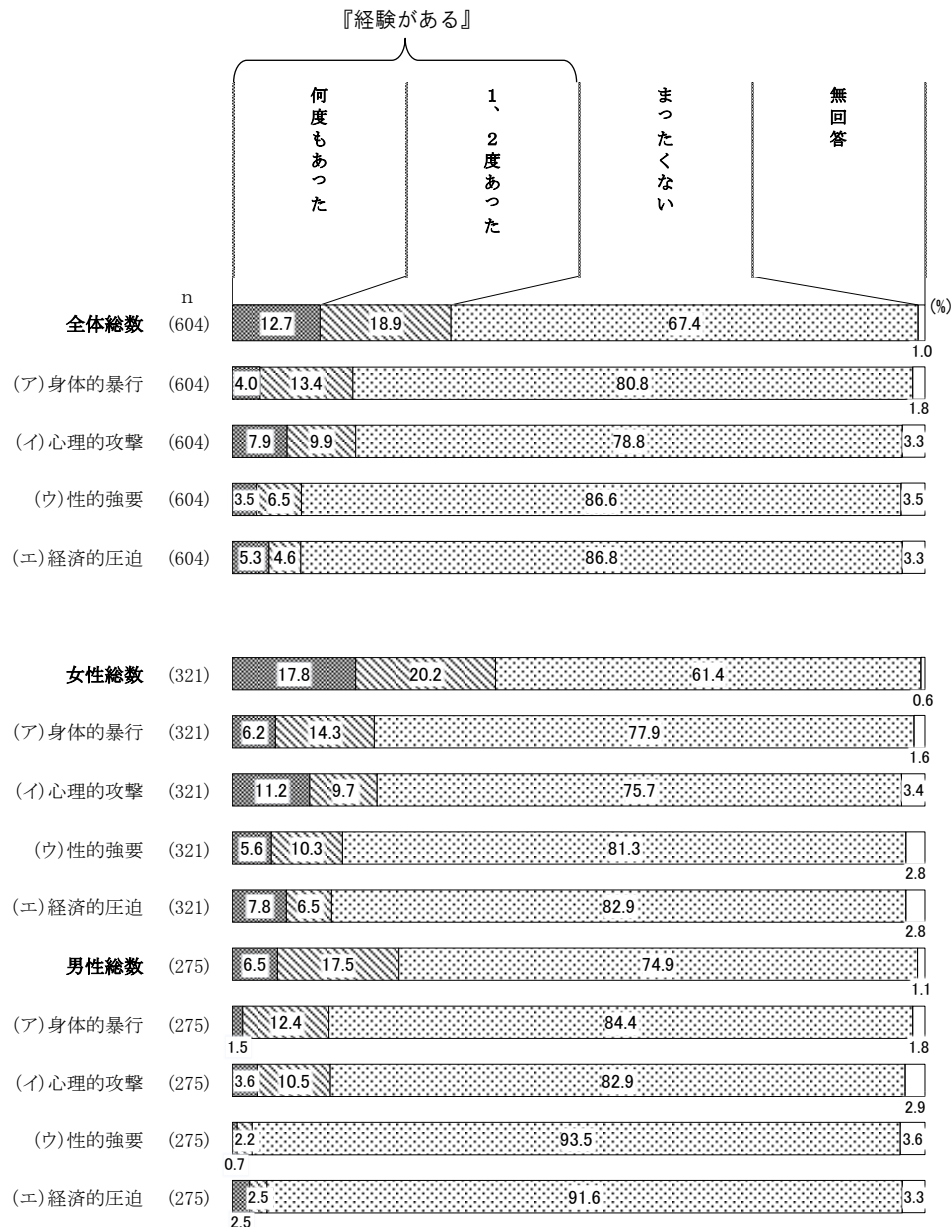 『経験がある』
何度もあった
1、2度あった
まったくない
無回答
n
(%)
全体総数 (604) 12.7 18.9 67.4 1.0
(ア)身体的暴行 (604) 4.0 13.4 80.8 1.8
(イ)心理的攻撃 (604) 7.9 9.9 78.8 3.3
(ウ)性的強要 (604) 3.5 6.5 86.6 3.5
(エ)経済的圧迫 (604) 5.3 4.6 86.8 3.3
女性総数 (321) 17.8 20.2 61.4 0.6
(ア)身体的暴行 (321) 6.2 14.3 77.9 1.6
(イ)心理的攻撃 (321) 11.2 9.7 75.7 3.4
(ウ)性的強要 (321) 5.6 10.3 81.3 2.8
(エ)経済的圧迫 (321) 7.8 6.5 82.9 2.8
男性総数 (275) 6.5 17.5 74.9 1.1
(ア)身体的暴行 (275) 1.5 12.4 84.4 1.8
(イ)心理的攻撃 (275) 3.6 10.5 82.9 2.9
(ウ)性的強要 (275) 0.7 2.2 93.5 3.6
(エ)経済的圧迫 (275) 2.5 2.5 91.6 3.3